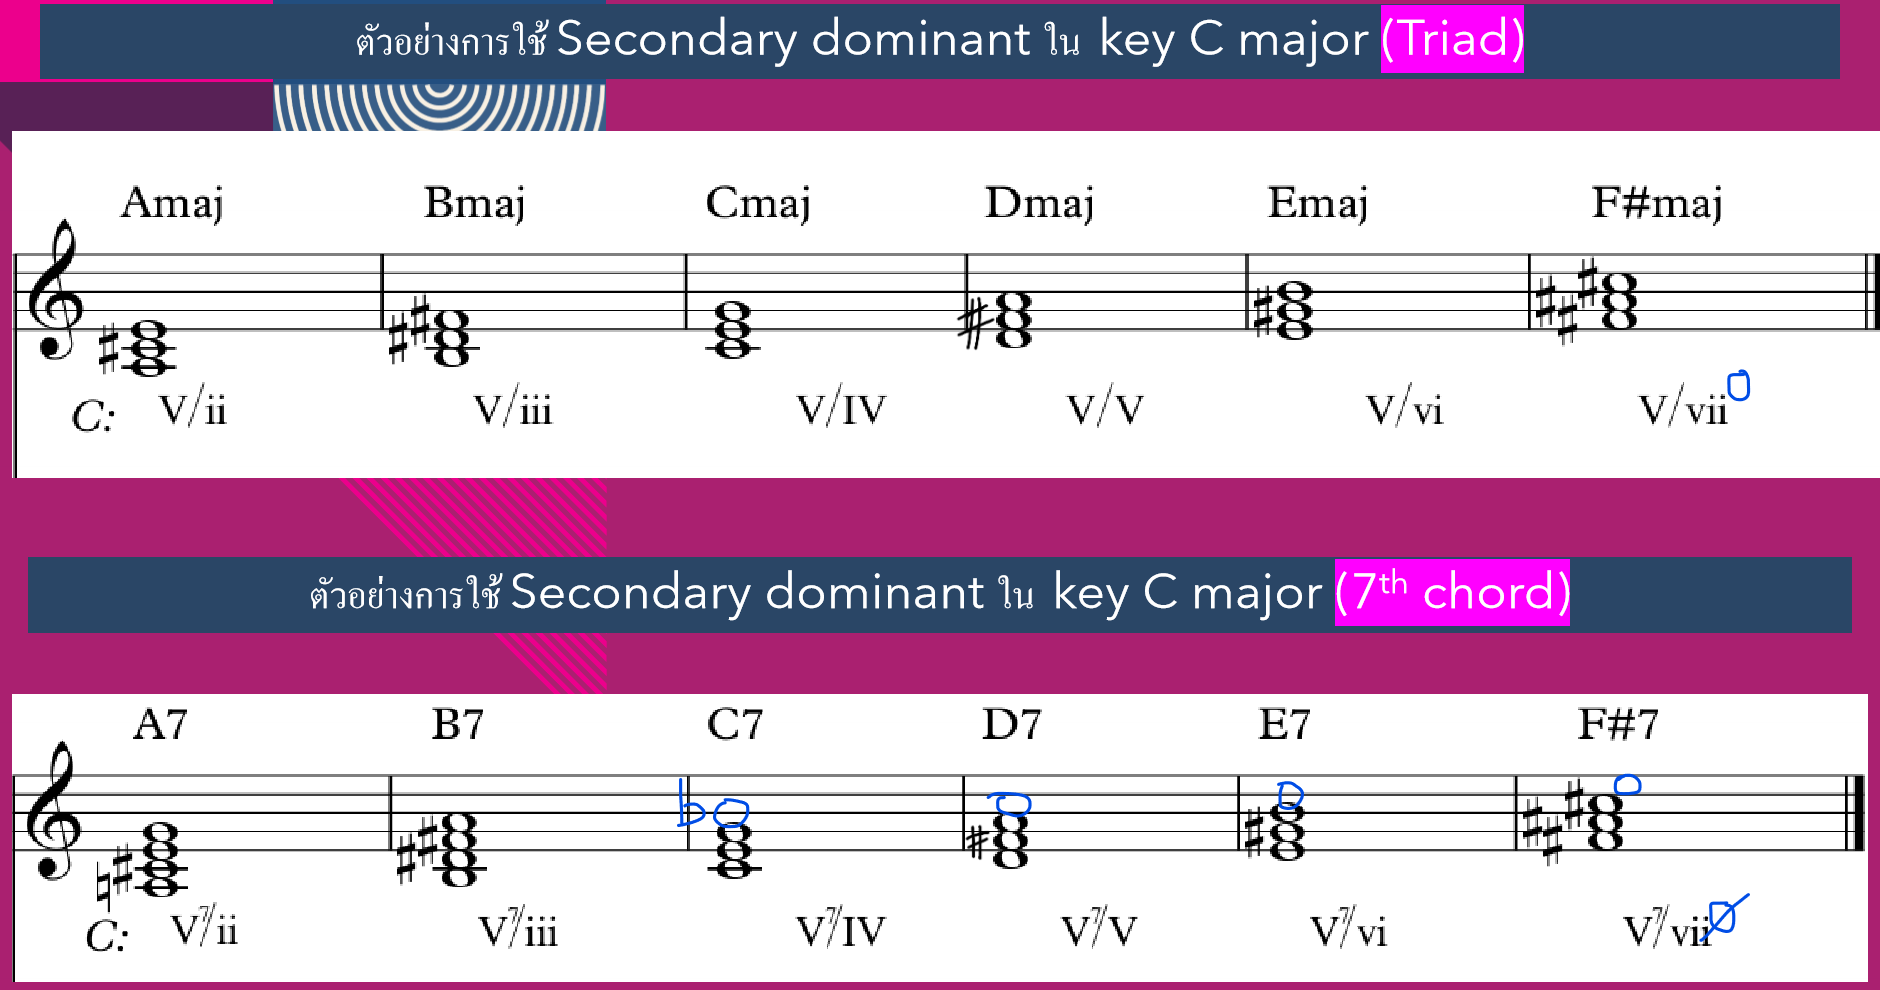 ตัวอย่างการใช้ Secondary dominant ใน key C major (Triad)
Amaj Bmaj Cmaj Dmaj Emaj F#maj
C: V/ii V/iii V/IV V/V V/vi V/viio
ตัวอย่างการใช้ Secondary dominant ใน key C major (7th chord)
A7 B7 C7 D7 E7 F#7
C: V7/ii V7/iii V7/IV V7/V V7/vi V7/viiø